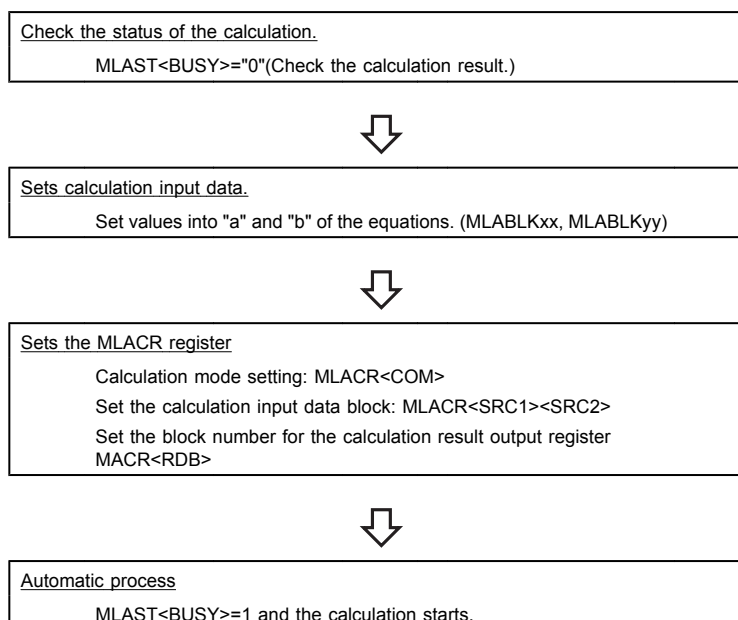 Check the status of the calculation.
MLAST<BUSY>="0"(Check the calculation result.)
Sets calculation input data.
Set values into "a" and "b" of the equations. (MLABLKxx, MLABLKyy)
Sets the MLACR register
Calculation mode setting: MLACR<COM>
Set the calculation input data block: MLACR<SRC1><SRC2>
Set the block number for the calculation result output register
MACR<RDB>
Automatic process
MLAST<BUSY>=1 and the calculation starts.